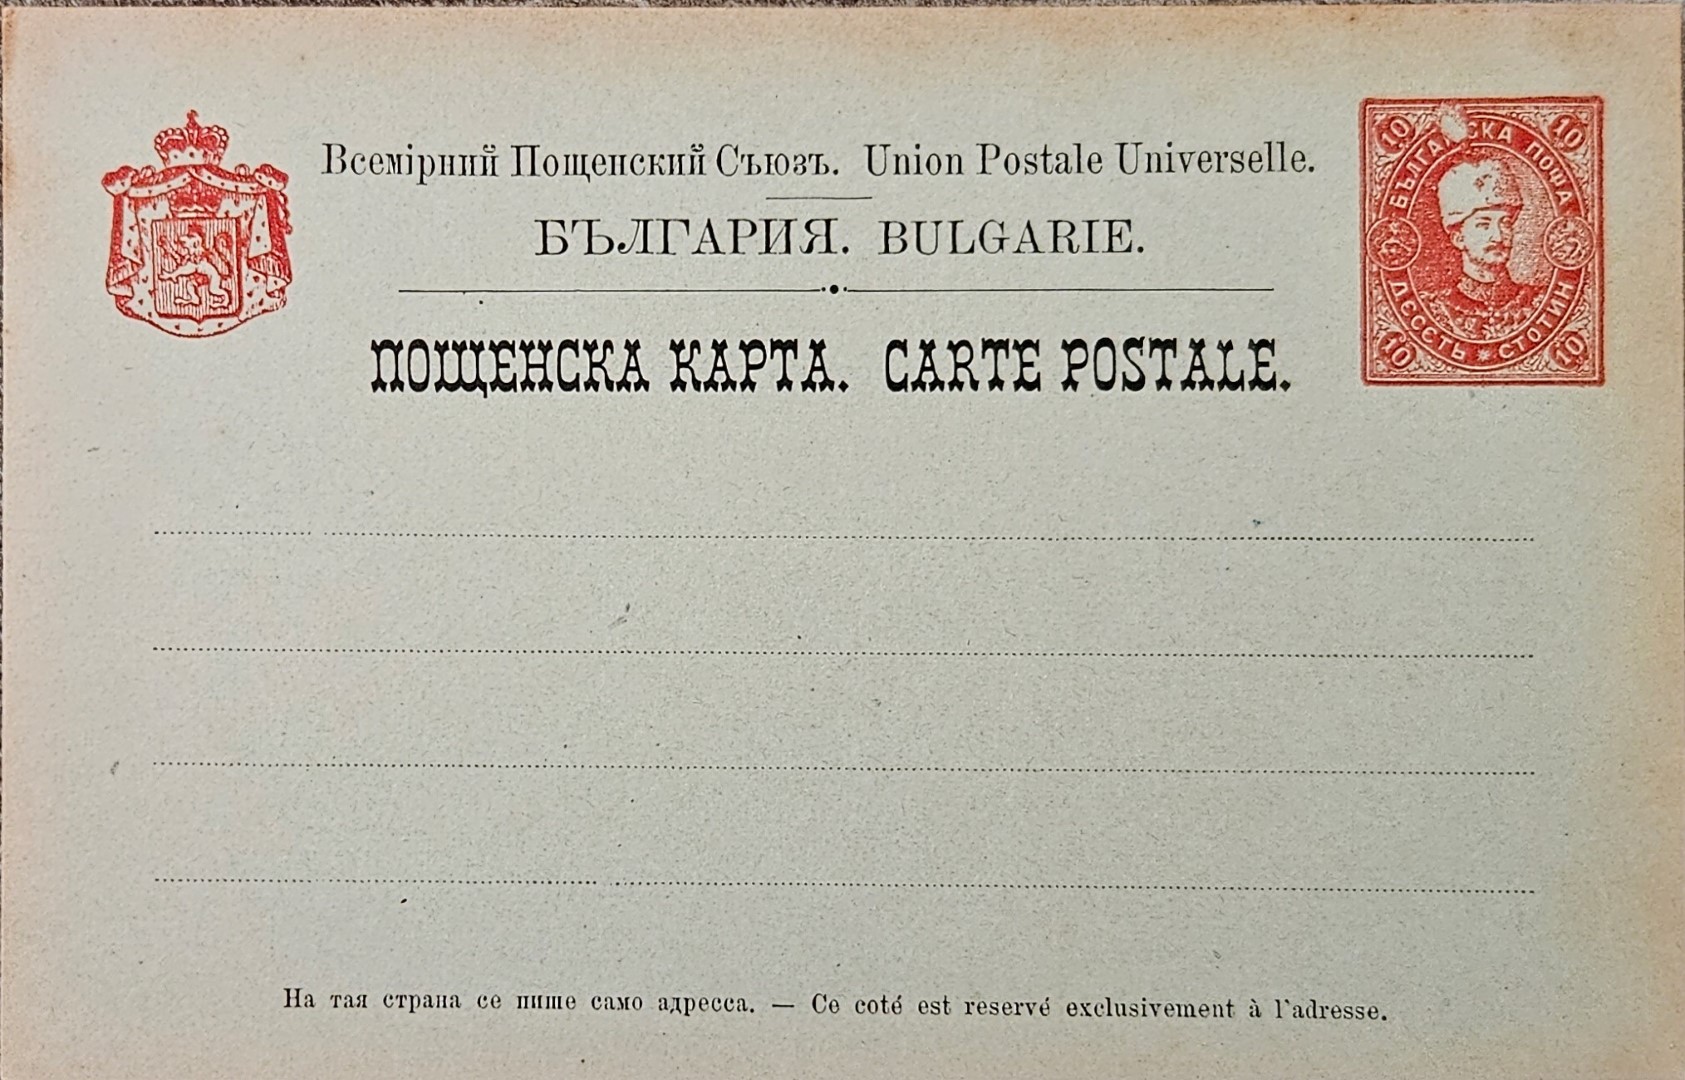 Всемірний Пощенский Съюзъ. Union Postale Universelle.
БЪЛГАРИЯ. BULGARIE.
ПОЩЕНСКА КАРТА. CARTE POSTALE.
10 10
ПОЩА
ДЕСЕТЬ * СТОТИН
10 10
На тая страна се пише само адресса. — Ce coté est reservé exclusivement à l'adresse.